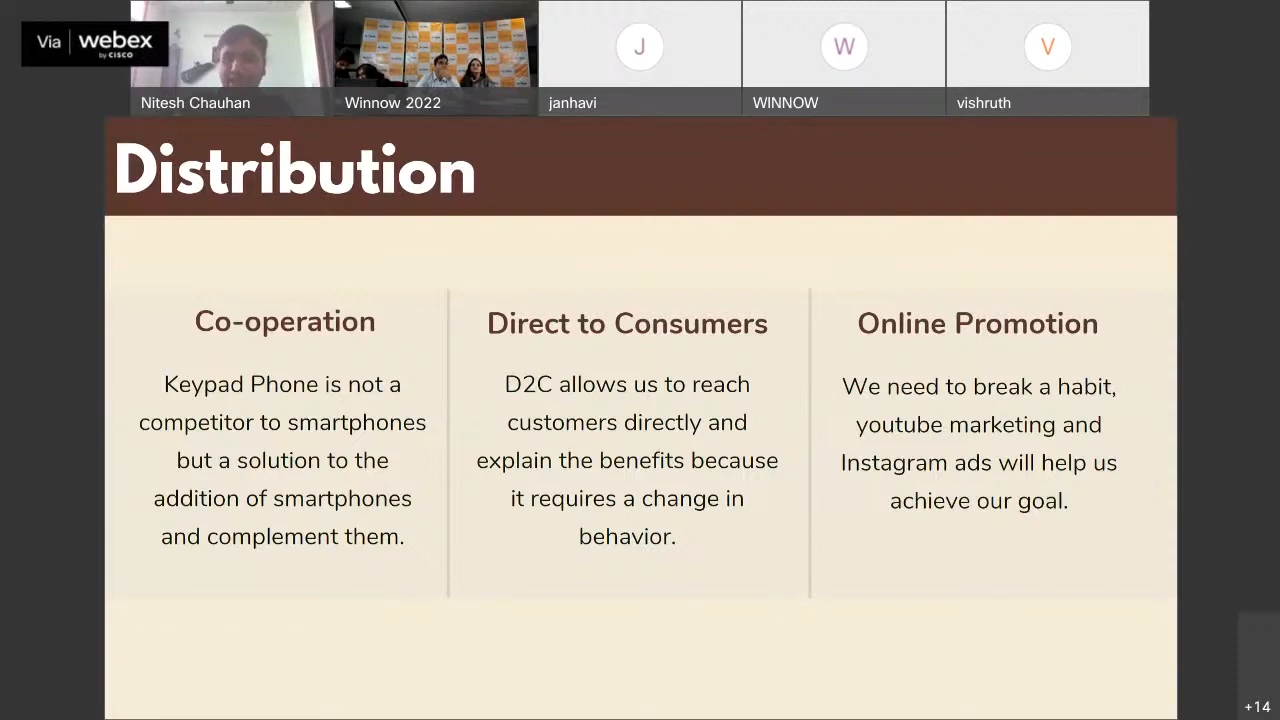 Via webex
by CISCO
J
W
V
Nitesh Chauhan
Winnow 2022
janhavi
WINNOW
vishruth
Distribution
Co-operation
Keypad Phone is not a
competitor to smartphones
but a solution to the
addition of smartphones
and complement them.
Direct to Consumers
D2C allows us to reach
customers directly and
explain the benefits because
it requires a change in
behavior.
Online Promotion
We need to break a habit,
youtube marketing and
Instagram ads will help us
achieve our goal.
+14